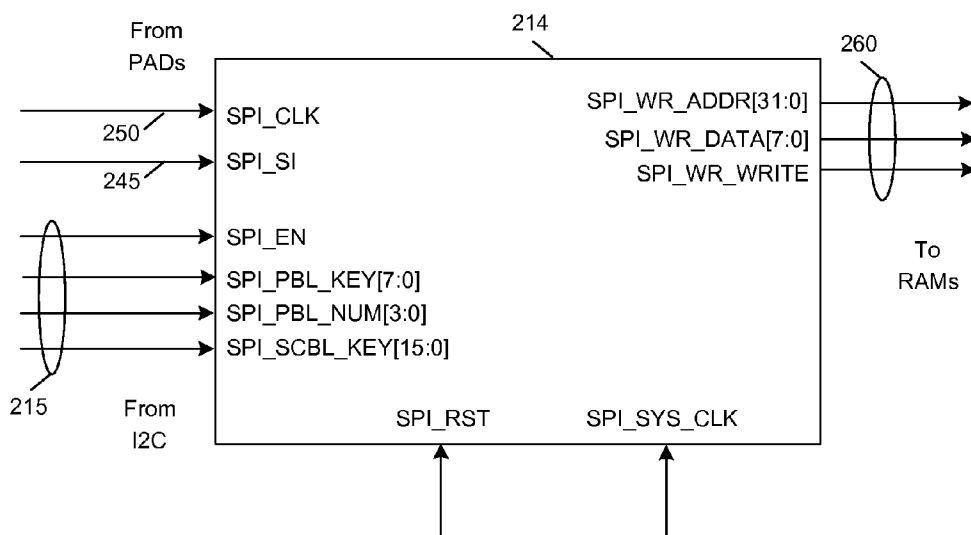 From
PADs
214
260
SPI_CLK
250
SPI_SI
245
SPI_EN
SPI_PBL_KEY[7:0]
SPI_PBL_NUM[3:0]
SPI_SCBL_KEY[15:0]
215
From
I2C
SPI_RST
SPI_SYS_CLK
SPI_WR_ADDR[31:0]
SPI_WR_DATA[7:0]
SPI_WR_WRITE
To
RAMs